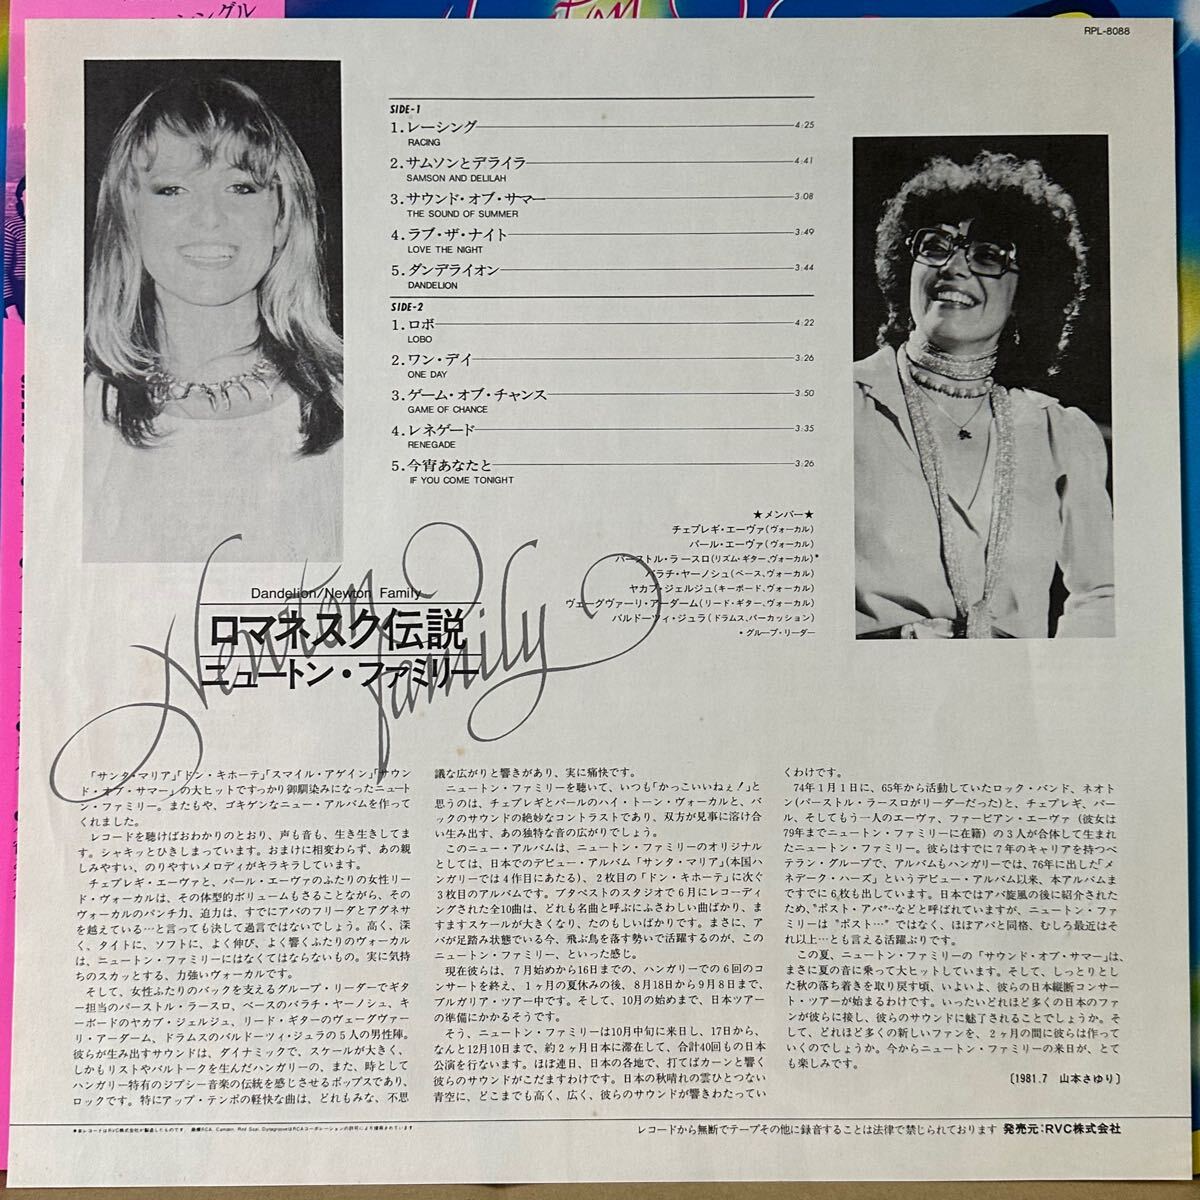 シングル
RPL-8088
SIDE-1
1.レーシング 4:25
RACING
2.サムソンとデライラ 4:41
SAMSON AND DELILAH
3.サウンド・オブ・サマー 3:08
THE SOUND OF SUMMER
4.ラブ・ザ・ナイト 3:49
LOVE THE NIGHT
5.ダンデライオン 3:44
DANDELION
SIDE-2
1.ロボ 4:22
LOBO
2.ワン・デイ 3:26
ONE DAY
3.ゲーム・オブ・チャンス 3:50
GAME OF CHANCE
4.レネゲード 3:35
RENEGADE
5.今宵あなたと 3:26
IF YOU COME TONIGHT
★メンバー★
チェプレギ・エーヴァ(ヴォーカル)
パール・エーヴァ(ヴォーカル)
パーストル・ラースロ(リズム・ギター、ヴォーカル)*
バラチ・ヤーノシュ(ベース、ヴォーカル)
ヤカブ・ジェルジュ(キーボード、ヴォーカル)
ヴェーグヴァーリ・アーダーム(リード・ギター、ヴォーカル)
バルドーツィ・ジュラ(ドラムス、パーカッション)
*グループ・リーダー
Newton Family
Dandelion/Newton Family
ロマネスク伝説
ニュートン・ファミリー
「サンタ・マリア」「ドン・キホーテ」「スマイル・アゲイン」「サウン
ド・オブ・サマー」の大ヒットですっかり御馴染みになったニュート
ン・ファミリー。またもや、ゴキゲンなニュー・アルバムを作って
くれました。
レコードを聴けばおわかりのとおり、声も音も、生き生きしてま
す。シャキッとひきしまっています。おまけに相変わらず、あの親
しみやすい、のりやすいメロディがキラキラしています。
チェプレギ・エーヴァと、パール・エーヴァのふたりの女性リー
ド・ヴォーカルは、その体型的ボリュームもさることながら、その
ヴォーカルのパンチ力、迫力は、すでにアバのフリーダとアグネサ
を越えている…と言っても決して過言ではないでしょう。高く、深
く、タイトに、ソフトに、よく伸び、よく響くふたりのヴォーカル
は、ニュートン・ファミリーにはなくてはならないもの。実に気持
ちのスカッとする、力強いヴォーカルです。
そして、女性ふたりのバックを支えるグループ・リーダーでギタ
ー担当のパーストル・ラースロ、ベースのバラチ・ヤーノシュ、キ
ーボードのヤカブ・ジェルジュ、リード・ギターのヴェーグヴァー
リ・アーダーム、ドラムスのバルドーツィ・ジュラの5人の男性陣。
彼らが生み出すサウンドは、ダイナミックで、スケールが大きく、
しかもリストやバルトークを生んだハンガリーの、また、時として
ハンガリー特有のジプシー音楽の伝統を感じさせるポップスであり、
ロックです。特にアップ・テンポの軽快な曲は、どれもみな、不思
議な広がりと響きがあり、実に痛快です。
ニュートン・ファミリーを聴いて、いつも「かっこいいねェ!」と
思うのは、チェプレギとパールのハイ・トーン・ヴォーカルと、バ
ックのサウンドの絶妙なコントラストであり、双方が見事に溶け合
い生み出す、あの独特な音の広がりでしょう。
このニュー・アルバムは、ニュートン・ファミリーのオリジナル
としては、日本でのデビュー・アルバム「サンタ・マリア」(本国ハ
ンガリーでは4作目にあたる)、2枚目の「ドン・キホーテ」に次ぐ
3枚目のアルバムです。ブタペストのスタジオで6月にレコーディ
ングされた全10曲は、どれも名曲と呼ぶにふさわしい曲ばかり、ま
すますスケールが大きくなり、たのもしいばかりです。まさに、ア
バが足踏み状態でいる今、飛ぶ鳥を落す勢いで活躍するのが、この
ニュートン・ファミリー、といった感じ。
現在彼らは、7月始めから16日までの、ハンガリーでの6回のコン
サートを終え、1ヶ月の夏休みの後、8月18日から9月8日まで、
ブルガリア・ツアー中です。そして、10月の始めまで、日本ツアー
の準備にかかるそうです。
そう、ニュートン・ファミリーは10月中旬に来日し、17日から、
なんと12月10日まで、約2ヶ月日本に滞在して、合計40回もの日本
公演を行ないます。ほぼ連日、日本の各地で、打てばカーンと響く
彼らのサウンドがこだますわけです。日本の秋晴れの雲ひとつない
青空に、どこまでも高く、広く、彼らのサウンドが響きわたってい
くわけです。
74年1月1日に、65年から活動していたロック・バンド、ネオト
ン(パーストル・ラースロがリーダーだった)と、チェプレギ、パー
ル、そしてもう一人のエーヴァ、ファービアン・エーヴァ(彼女は
79年までニュートン・ファミリーに在籍)の3人が合体して生まれ
たニュートン・ファミリー。彼らはすでに7年のキャリアを持つベ
テラン・グループで、アルバムもハンガリーでは、76年に出した「メ
ネデーク・ハーズ」というデビュー・アルバム以来、本アルバムま
ですでに6枚も出しています。日本ではアバ旋風の後に紹介された
ため、"ポスト・アバ"などと呼ばれていますが、ニュートン・ファ
ミリーは"ポスト…"ではなく、ほぼアバと同格、むしろ最近はそ
れ以上…とも言える活躍ぶりです。
この夏、ニュートン・ファミリーの「サウンド・オブ・サマー」は、
まさに夏の音に乗って大ヒットしています。そして、しっとりとし
た秋の落ち着きを取り戻す頃、いよいよ、彼らの日本縦断コンサー
ト・ツアーが始まるわけです。いったいどれほど多くの日本のファ
ンが彼らに接し、彼らのサウンドに魅了されることでしょうか。そ
して、どれほど多くの新しいファンを、2ヶ月の間に彼らは作って
いくのでしょうか。今からニュートン・ファミリーの来日が、とて
も楽しみです。
〔1981.7 山本さゆり〕
レコードから無断でテープその他に録音することは法律で禁じられております 発売元:RVC株式会社